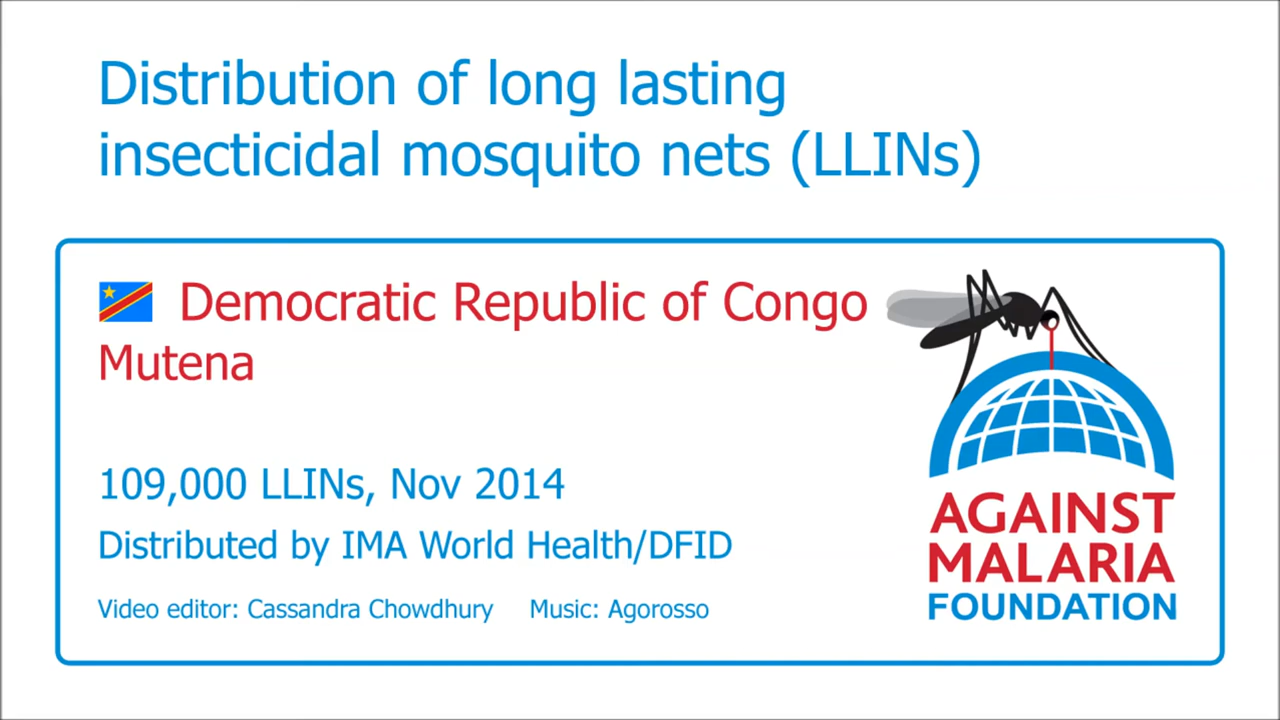 Distribution of long lasting
insecticidal mosquito nets (LLINs)
Democratic Republic of Congo
Mutena
109,000 LLINs, Nov 2014
Distributed by IMA World Health/DFID
Video editor: Cassandra Chowdhury Music: Agorosso
AGAINST
MALARIA
FOUNDATION